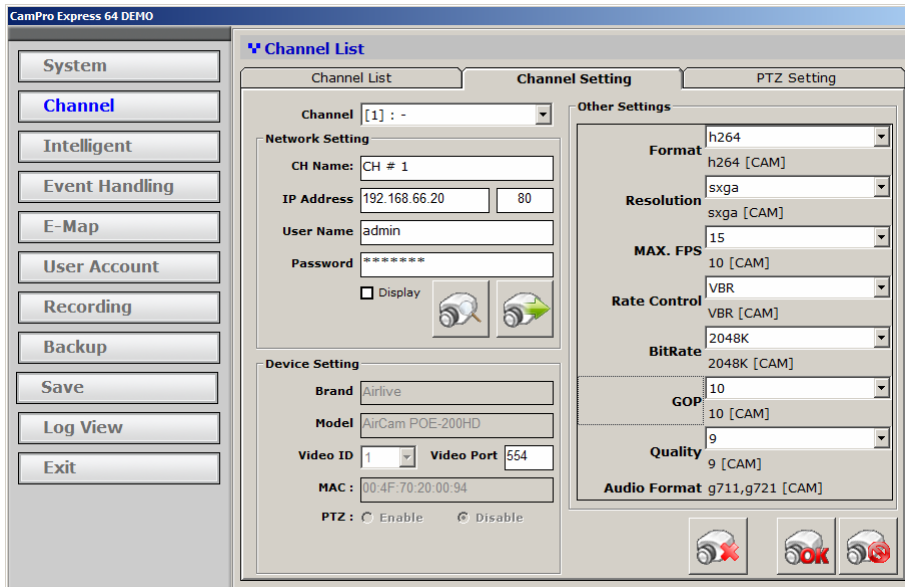 CamPro Express 64 DEMO
System
Channel
Intelligent
Event Handling
E-Map
User Account
Recording
Backup
Save
Log View
Exit
Channel List
Channel List
Channel Setting
PTZ Setting
Channel [1] : -
Network Setting
CH Name: CH # 1
IP Address 192.168.66.20 80
User Name admin
Password *******
Display
Device Setting
Brand Airlive
Model AirCam POE-200HD
Video ID 1 Video Port 554
MAC : 00:4F:70:20:00:94
PTZ : Enable Disable
Other Settings
Format h264
h264 [CAM]
Resolution sxga
sxga [CAM]
MAX. FPS 15
10 [CAM]
Rate Control VBR
VBR [CAM]
BitRate 2048K
2048K [CAM]
GOP 10
10 [CAM]
Quality 9
9 [CAM]
Audio Format g711,g721 [CAM]
OK